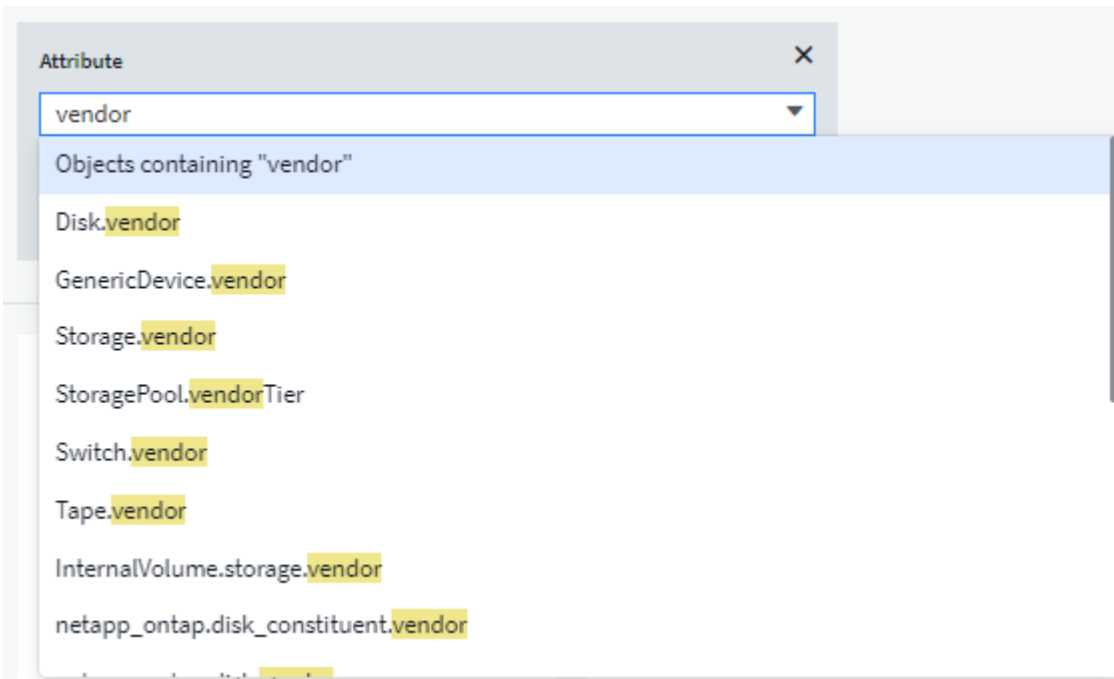 Attribute
vendor
Objects containing "vendor"
Disk.vendor
GenericDevice.vendor
Storage.vendor
StoragePool.vendorTier
Switch.vendor
Tape.vendor
InternalVolume.storage.vendor
netapp_ontap.disk_constituent.vendor